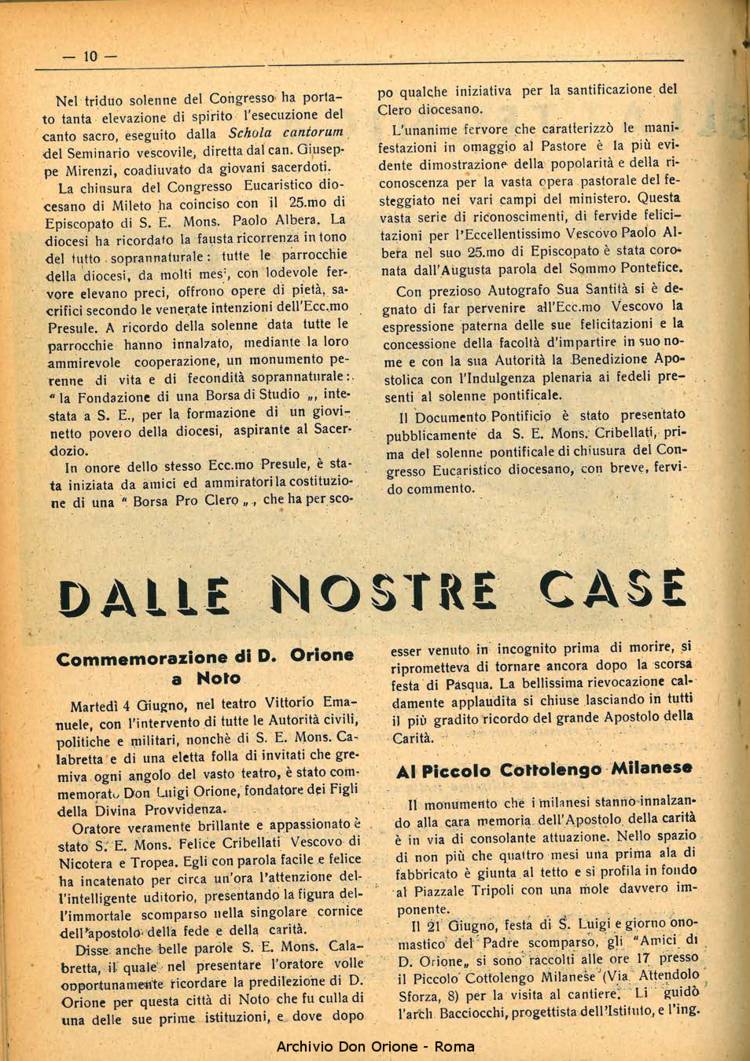 — 10 —
Nel triduo solenne del Congresso ha porta-
to tanta elevazione di spirito l'esecuzione del
canto sacro, eseguito dalla Schola cantorum
del Seminario vescovile, diretta dal can. Giusep-
pe Mirenzi, coadiuvato da giovani sacerdoti.
La chiusura del Congresso Eucaristico dio-
cesano di Mileto ha coinciso con il 25.mo di
Episcopato di S. E. Mons. Paolo Albera. La
diocesi ha ricordato la fausta ricorrenza in tono
del tutto soprannaturale : tutte le parrocchie
della diocesi, da molti mesi, con lodevole fer-
vore elevano preci, offrono opere di pietà, sa-
crifici secondo le venerate intenzioni dell'Ecc.mo
Presule. A ricordo della solenne data tutte le
parrocchie hanno innalzato, mediante la loro
ammirevole cooperazione, un monumento pe-
renne di vita e di fecondità soprannaturale :
“ la Fondazione di una Borsa di Studio „, inte-
stata a S. E., per la formazione di un giovi-
netto povero della diocesi, aspirante al Sacer-
dozio.
In onore dello stesso Ecc.mo Presule, è sta-
ta iniziata da amici ed ammiratori la costituzio-
ne di una “ Borsa Pro Clero „ , che ha per sco-
po qualche iniziativa per la santificazione del
Clero diocesano.
L'unanime fervore che caratterizzò le mani-
festazioni in omaggio al Pastore è la più evi-
dente dimostrazione della popolarità e della ri-
conoscenza per la vasta opera pastorale del fe-
steggiato nei vari campi del ministero. Questa
vasta serie di riconoscimenti, di fervide felici-
tazioni per l'Eccellentissimo Vescovo Paolo Al-
bera nel suo 25.mo di Episcopato è stata coro-
nata dall'Augusta parola del Sommo Pontefice.
Con prezioso Autografo Sua Santità si è de-
gnato di far pervenire all'Ecc.mo Vescovo la
espressione paterna delle sue felicitazioni e la
concessione della facoltà d'impartire in suo no-
me e con la sua Autorità la Benedizione Apo-
stolica con l'Indulgenza plenaria ai fedeli pre-
senti al solenne pontificale.
Il Documento Pontificio è stato presentato
pubblicamente da S. E. Mons. Cribellati, pri-
ma del solenne pontificale di chiusura del Con-
gresso Eucaristico diocesano, con breve, fervi-
do commento.
DALLE NOSTRE CASE
Commemorazione di D. Orione
a Noto
Martedì 4 Giugno, nel teatro Vittorio Ema-
nuele, con l'intervento di tutte le Autorità civili,
politiche e militari, nonchè di S. E. Mons. Ca-
labretta e di una eletta folla di invitati che gre-
miva ogni angolo del vasto teatro, è stato com-
memorato Don Luigi Orione, fondatore dei Figli
della Divina Provvidenza.
Oratore veramente brillante e appassionato è
stato S. E. Mons. Felice Cribellati Vescovo di
Nicotera e Tropea. Egli con parola facile e felice
ha incatenato per circa un'ora l'attenzione del-
l'intelligente uditorio, presentando la figura del-
l'immortale scomparso nella singolare cornice
dell'apostolo della fede e della carità.
Disse anche belle parole S. E. Mons. Cala-
bretta, il quale nel presentare l'oratore volle
opportunamente ricordare la predilezione di D.
Orione per questa città di Noto che fu culla di
una delle sue prime istituzioni, e dove dopo
esser venuto in incognito prima di morire, si
riprometteva di tornare ancora dopo la scorsa
festa di Pasqua. La bellissima rievocazione cal-
damente applaudita si chiuse lasciando in tutti
il più gradito ricordo del grande Apostolo della
Carità.
Al Piccolo Cottolengo Milanese
Il monumento che i milanesi stanno innalzan-
do alla cara memoria dell'Apostolo della carità
è in via di consolante attuazione. Nello spazio
di non più che quattro mesi una prima ala di
fabbricato è giunta al tetto e si profila in fondo
al Piazzale Tripoli con una mole davvero im-
ponente.
Il 21 Giugno, festa di S. Luigi e giorno ono-
mastico del Padre scomparso, gli “Amici di
D. Orione„ si sono raccolti alle ore 17 presso
il Piccolo Cottolengo Milanese (Via Attendolo
Sforza, 8) per la visita al cantiere. Li guidò
l'arch. Bacciocchi, progettista dell'Istituto, e l'ing.
Archivio Don Orione - Roma